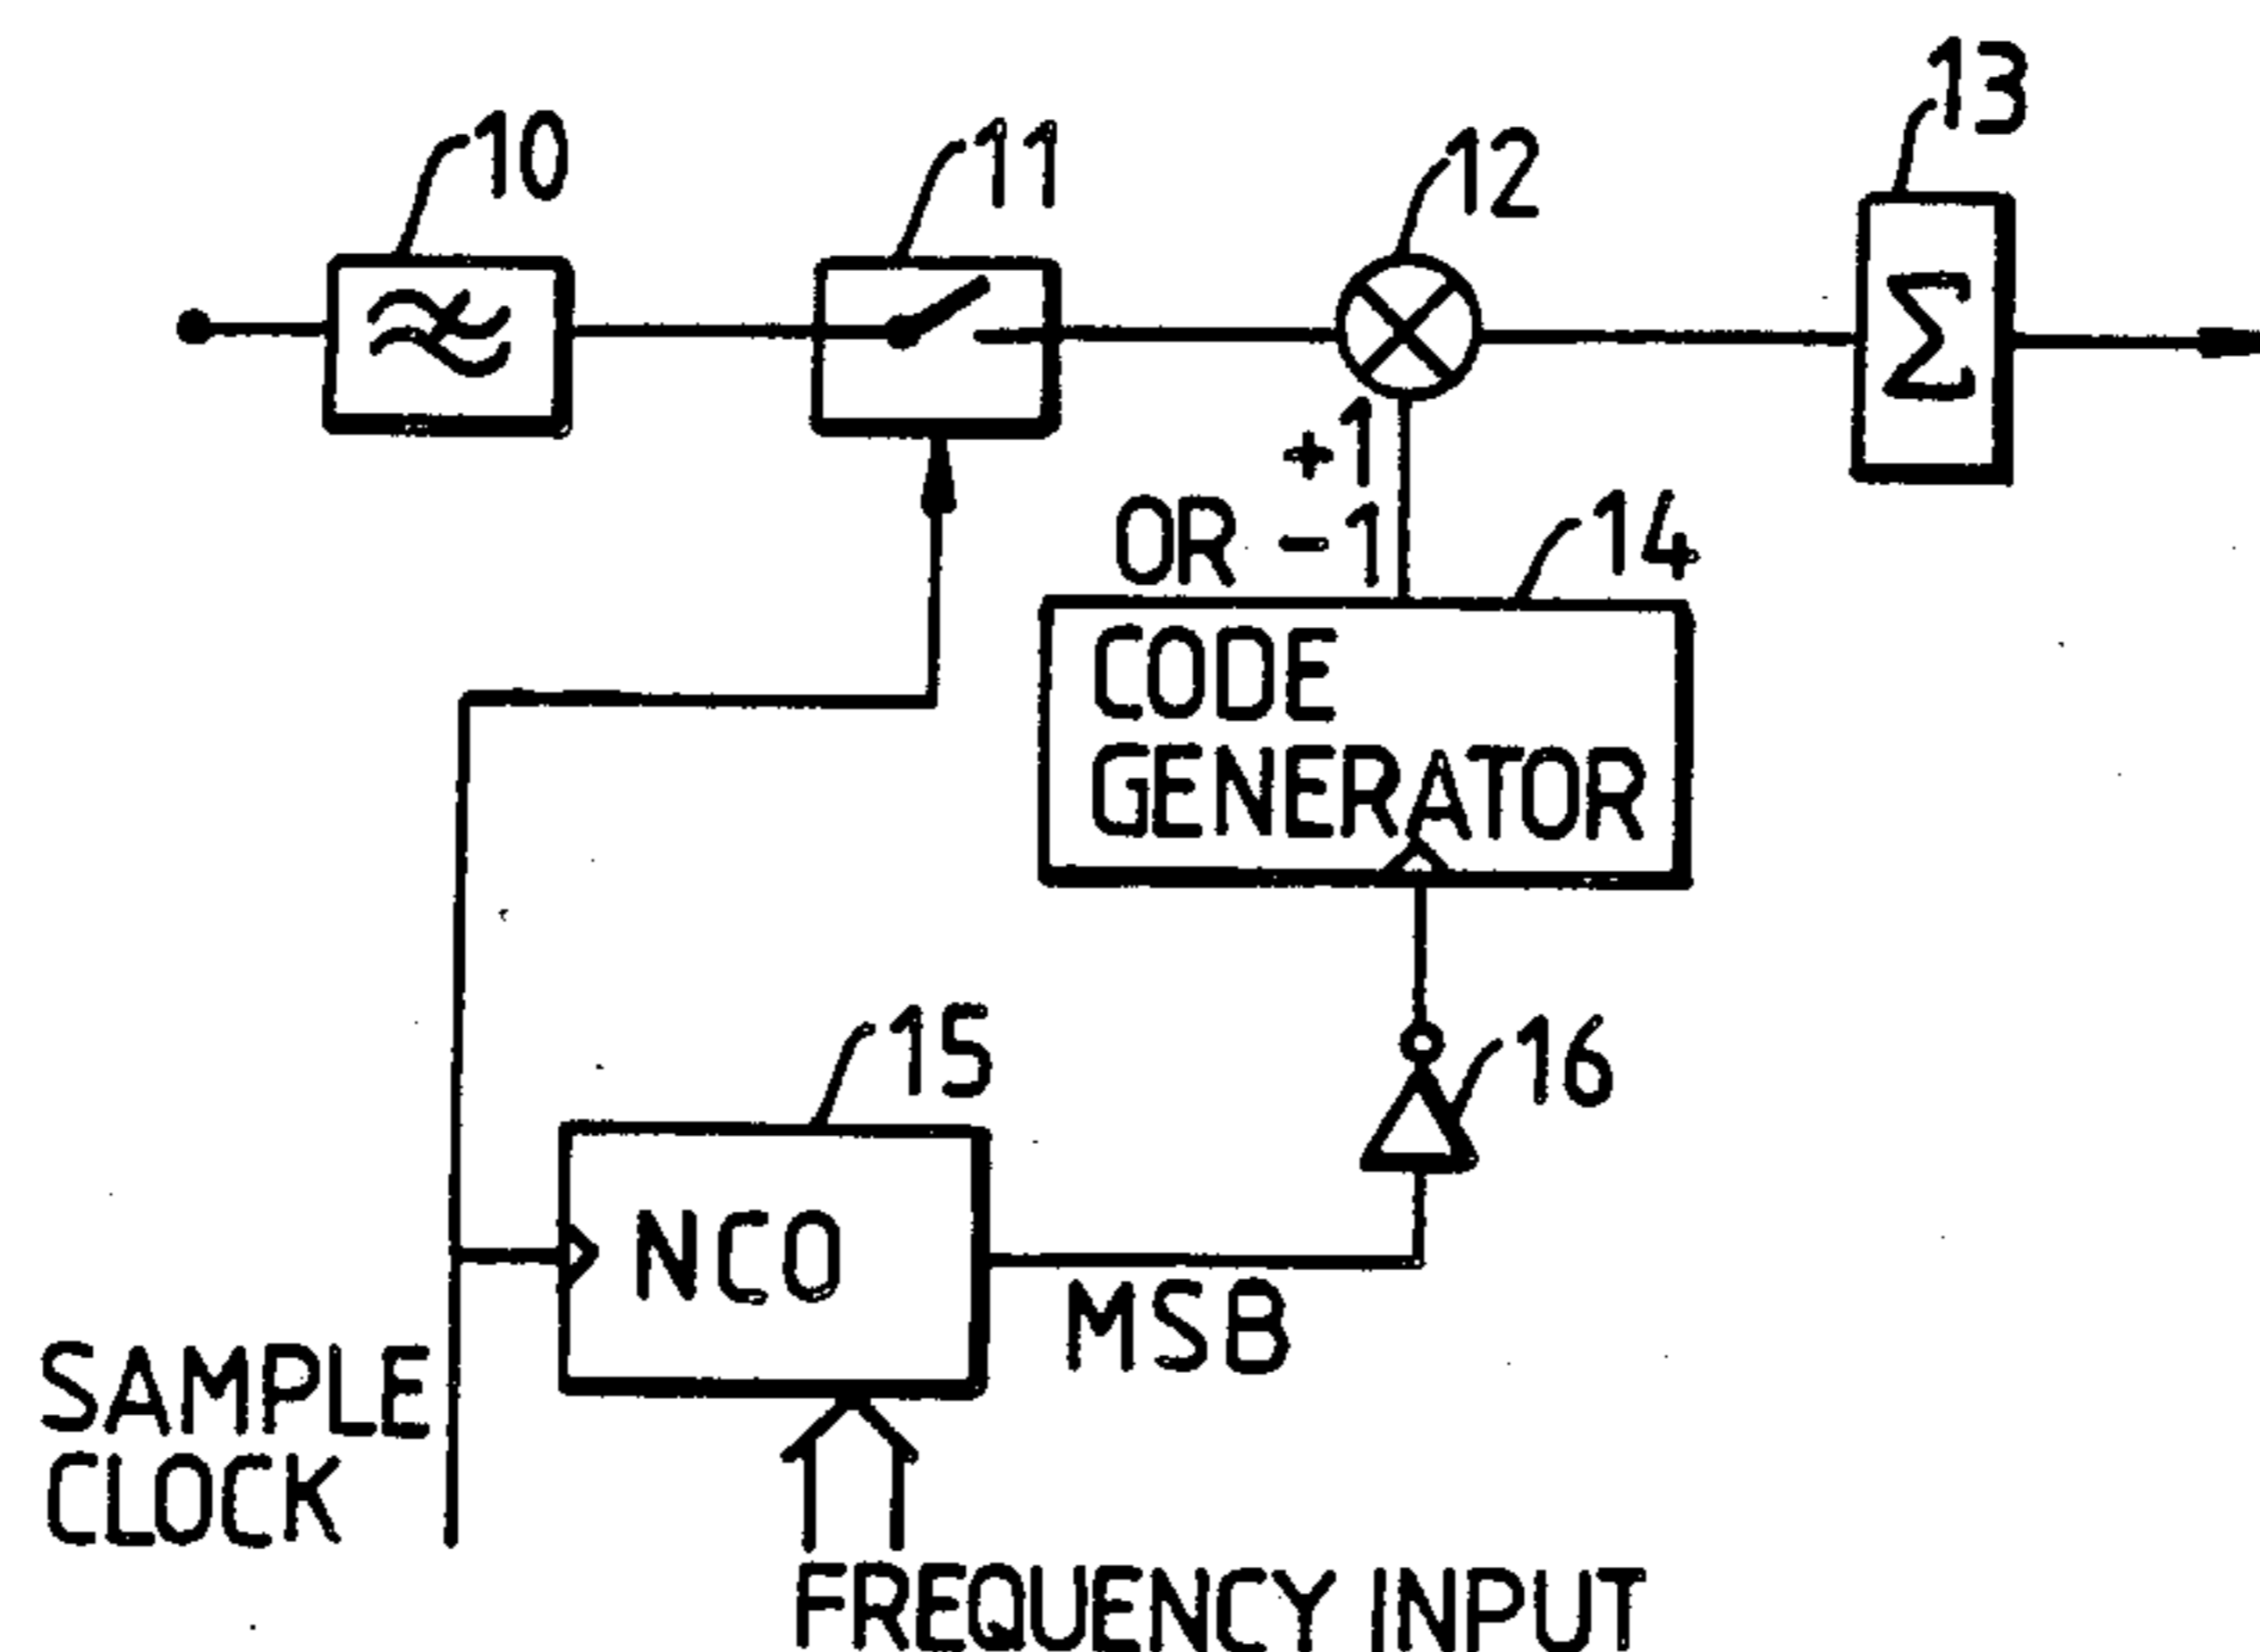 10
11
12
13
Σ
+1
OR -1
14
CODE
GENERATOR
15
16
NCO
MSB
SAMPLE
CLOCK
FREQUENCY INPUT